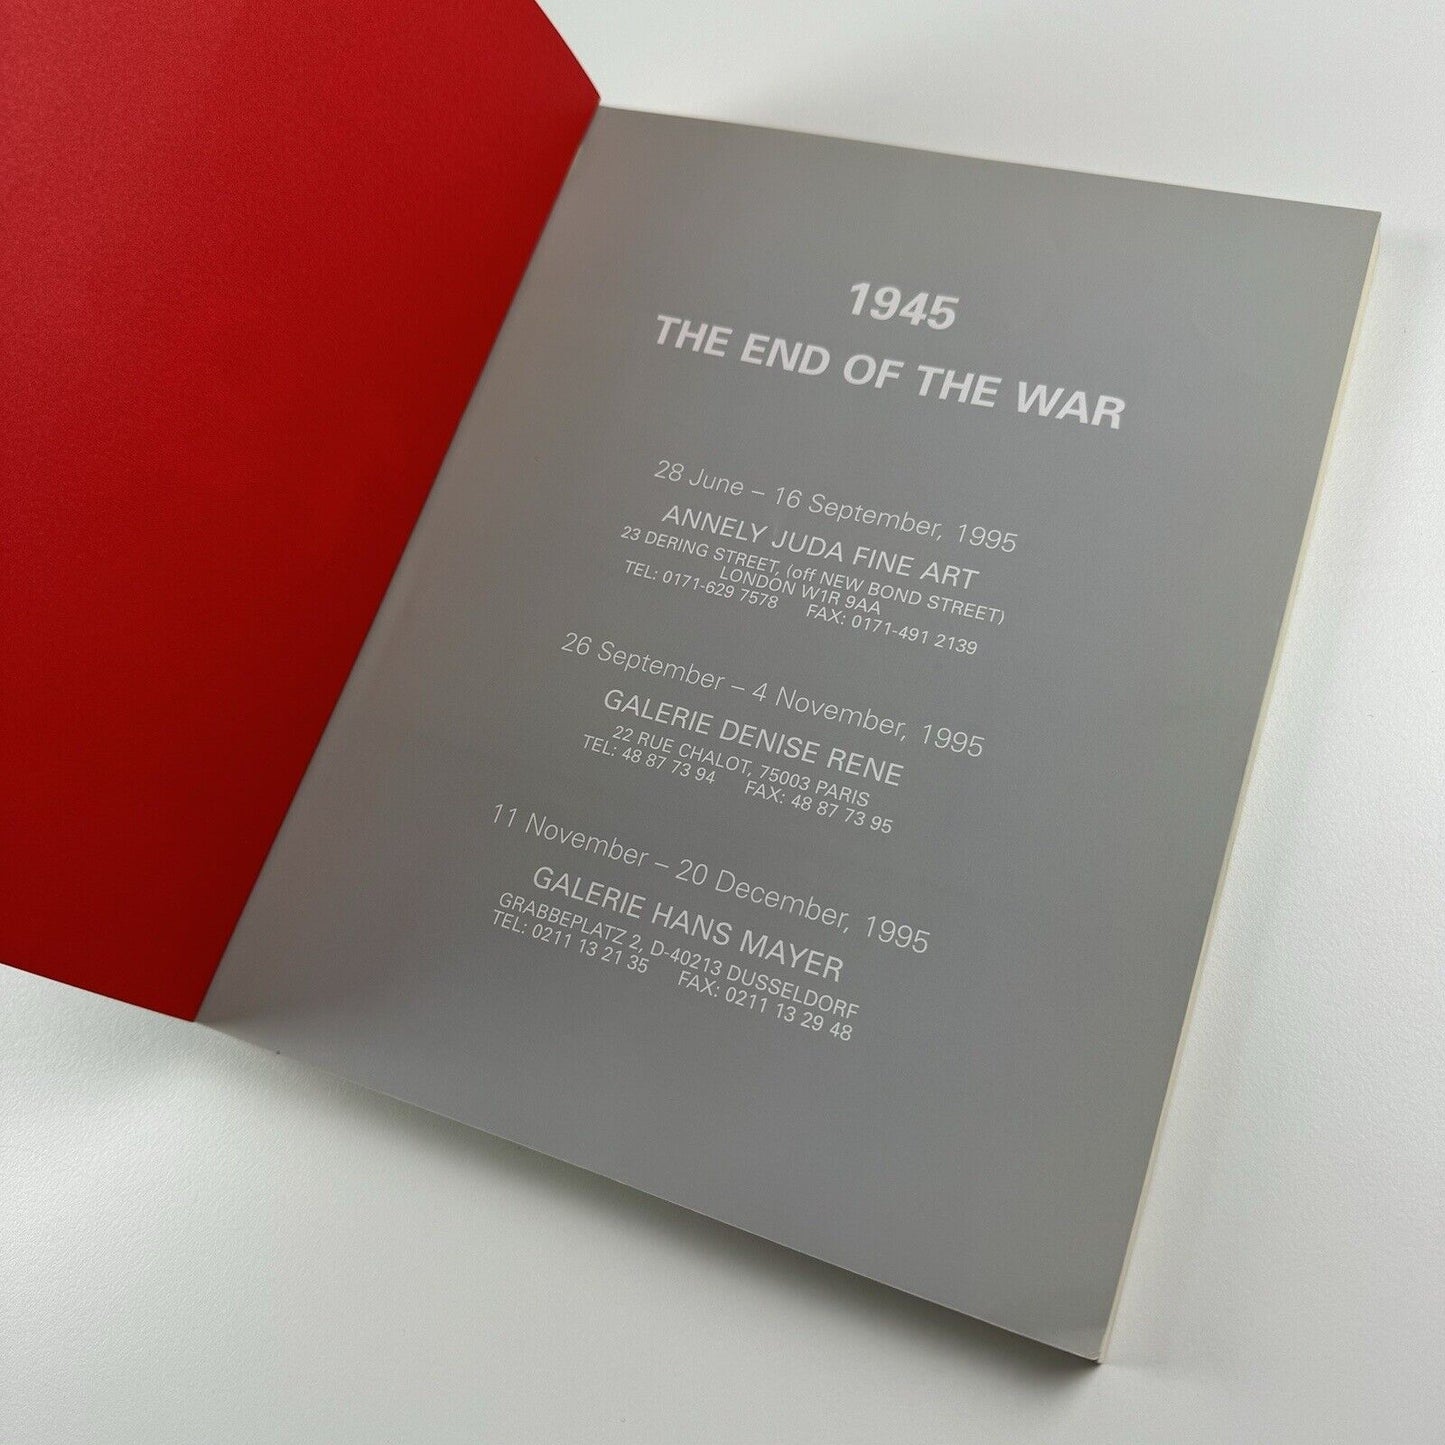 1945
THE END OF THE WAR
28 June – 16 September, 1995
ANNELY JUDA FINE ART
23 DERING STREET, (off NEW BOND STREET)
LONDON W1R 9AA
TEL: 0171-629 7578 FAX: 0171-491 2139
26 September – 4 November, 1995
GALERIE DENISE RENE
22 RUE CHALOT, 75003 PARIS
TEL: 48 87 73 94 FAX: 48 87 73 95
11 November – 20 December, 1995
GALERIE HANS MAYER
GRABBEPLATZ 2, D-40213 DUSSELDORF
TEL: 0211 13 21 35 FAX: 0211 13 29 48